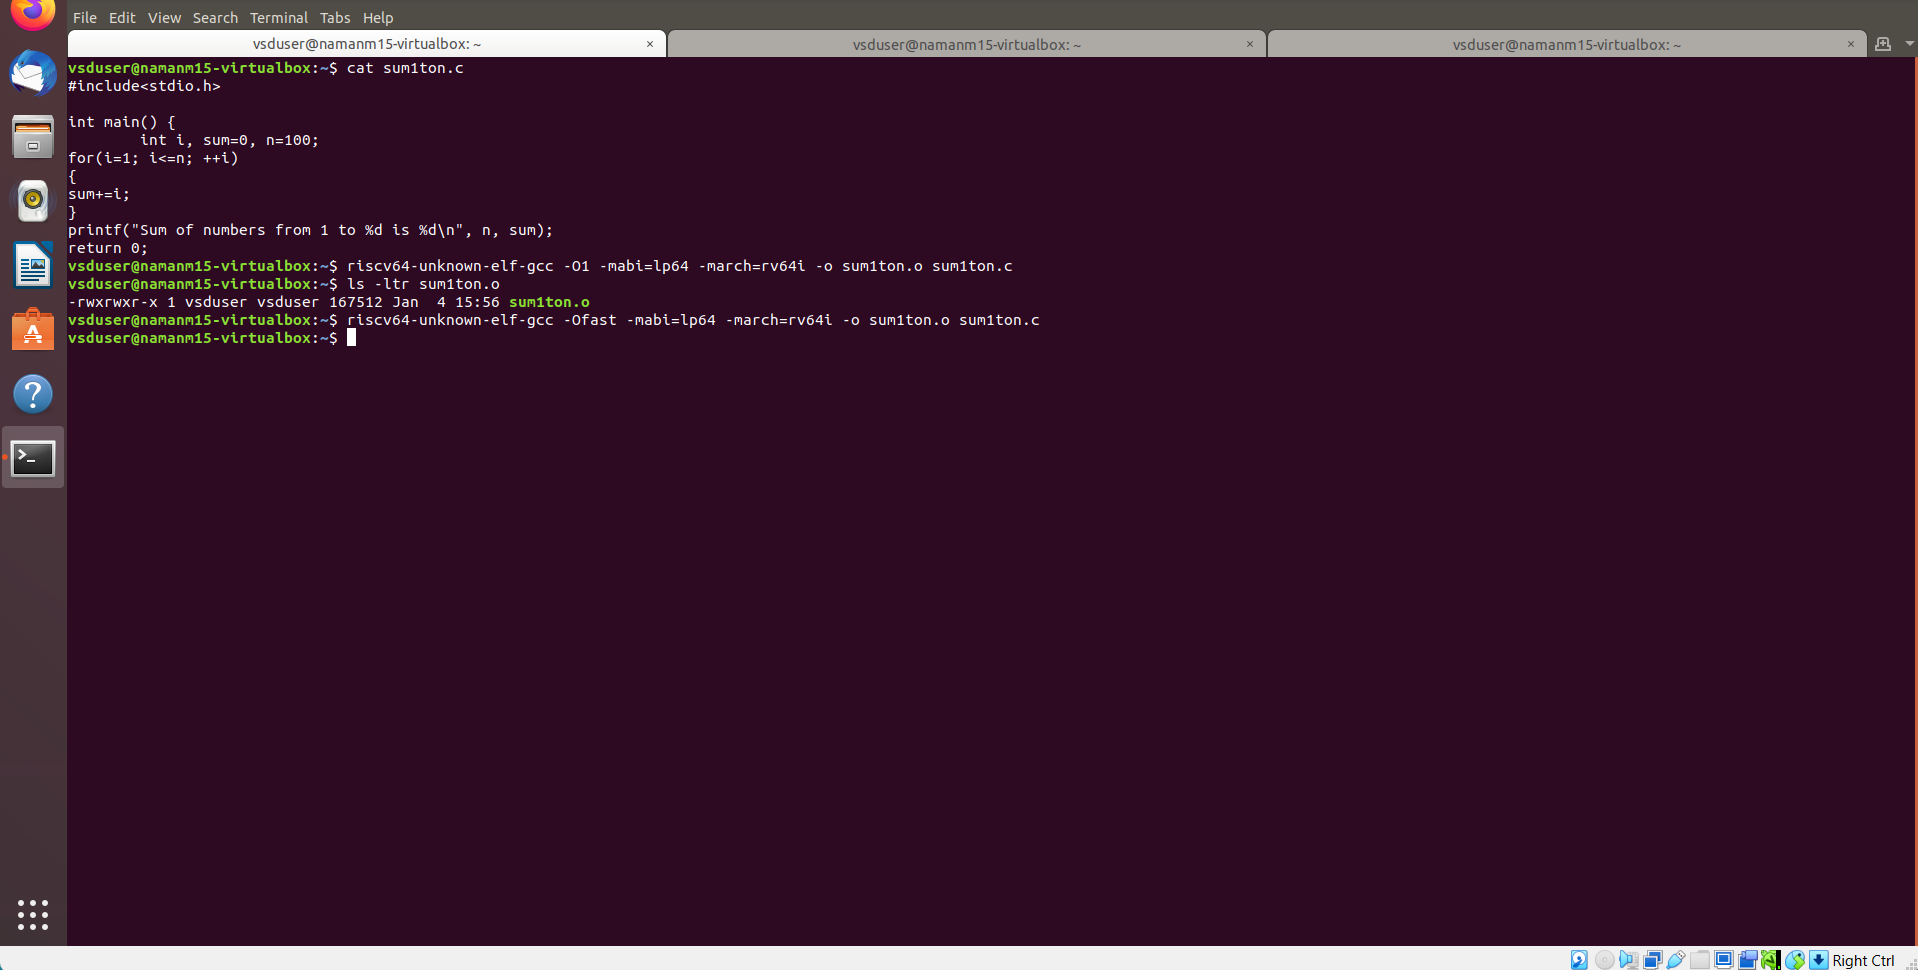 File Edit View Search Terminal Tabs Help
vsduser@namanm15-virtualbox: ~ × vsduser@namanm15-virtualbox: ~ × vsduser@namanm15-virtualbox: ~ ×
vsduser@namanm15-virtualbox:~$ cat sum1ton.c
#include<stdio.h>
int main() {
        int i, sum=0, n=100;
for(i=1; i<=n; ++i)
{
sum+=i;
}
printf("Sum of numbers from 1 to %d is %d\n", n, sum);
return 0;
vsduser@namanm15-virtualbox:~$ riscv64-unknown-elf-gcc -O1 -mabi=lp64 -march=rv64i -o sum1ton.o sum1ton.c
vsduser@namanm15-virtualbox:~$ ls -ltr sum1ton.o
-rwxrwxr-x 1 vsduser vsduser 167512 Jan  4 15:56 sum1ton.o
vsduser@namanm15-virtualbox:~$ riscv64-unknown-elf-gcc -Ofast -mabi=lp64 -march=rv64i -o sum1ton.o sum1ton.c
vsduser@namanm15-virtualbox:~$
Right Ctrl